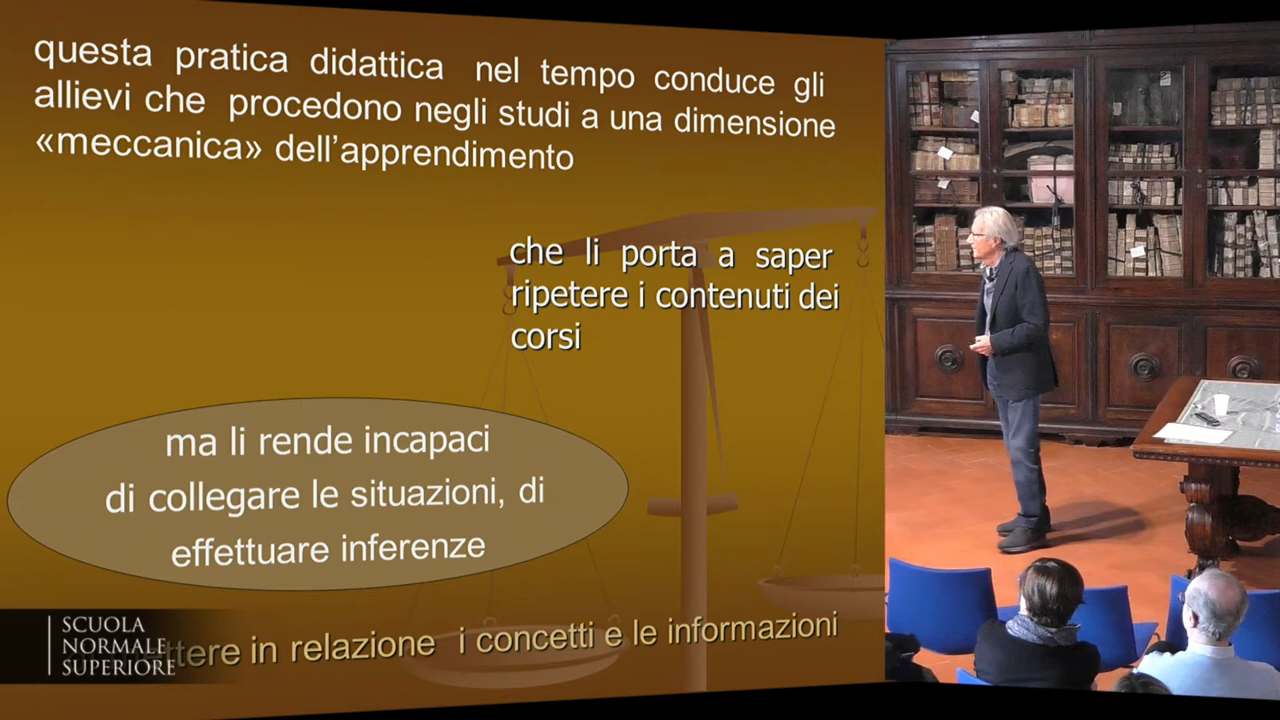 questa pratica didattica nel tempo conduce gli
allievi che procedono negli studi a una dimensione
«meccanica» dell’apprendimento
che li porta a saper
ripetere i contenuti dei
corsi
ma li rende incapaci
di collegare le situazioni, di
effettuare inferenze
in relazione i concetti e le informazioni
SCUOLA
NORMALE
SUPERIORE